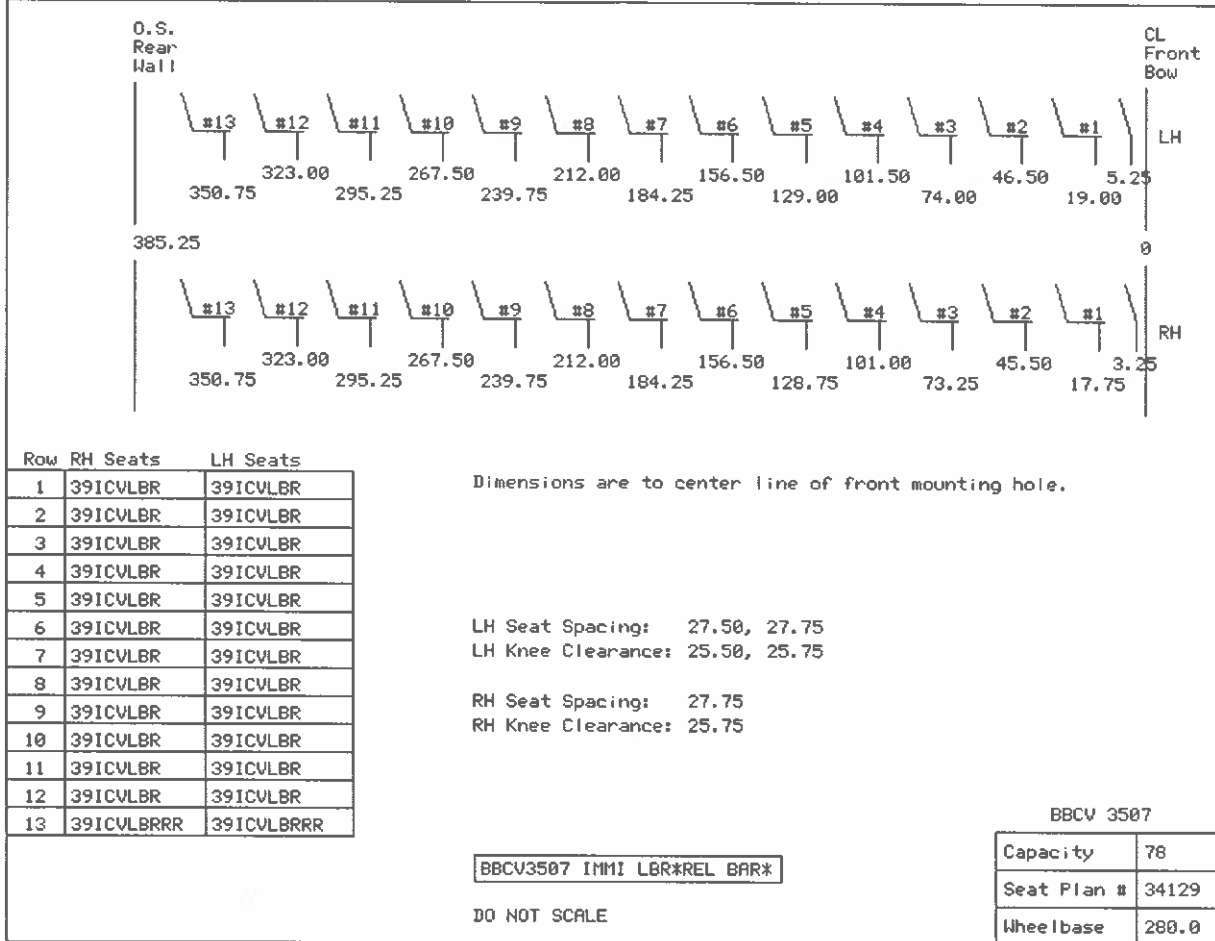 O.S.
Rear
Wall
CL
Front
Bow
#13 #12 #11 #10 #9 #8 #7 #6 #5 #4 #3 #2 #1
LH
323.00 267.50 212.00 156.50 101.50 46.50 5.25
350.75 295.25 239.75 184.25 129.00 74.00 19.00
385.25 0
#13 #12 #11 #10 #9 #8 #7 #6 #5 #4 #3 #2 #1
RH
323.00 267.50 212.00 156.50 101.00 45.50 3.25
350.75 295.25 239.75 184.25 128.75 73.25 17.75
Row RH Seats LH Seats
1 39ICVLBR 39ICVLBR
2 39ICVLBR 39ICVLBR
3 39ICVLBR 39ICVLBR
4 39ICVLBR 39ICVLBR
5 39ICVLBR 39ICVLBR
6 39ICVLBR 39ICVLBR
7 39ICVLBR 39ICVLBR
8 39ICVLBR 39ICVLBR
9 39ICVLBR 39ICVLBR
10 39ICVLBR 39ICVLBR
11 39ICVLBR 39ICVLBR
12 39ICVLBR 39ICVLBR
13 39ICVLBRRR 39ICVLBRRR
Dimensions are to center line of front mounting hole.
LH Seat Spacing: 27.50, 27.75
LH Knee Clearance: 25.50, 25.75
RH Seat Spacing: 27.75
RH Knee Clearance: 25.75
BBCV3507 IMMI LBR*REL BAR*
DO NOT SCALE
BBCV 3507
Capacity 78
Seat Plan # 34129
Wheelbase 280.0